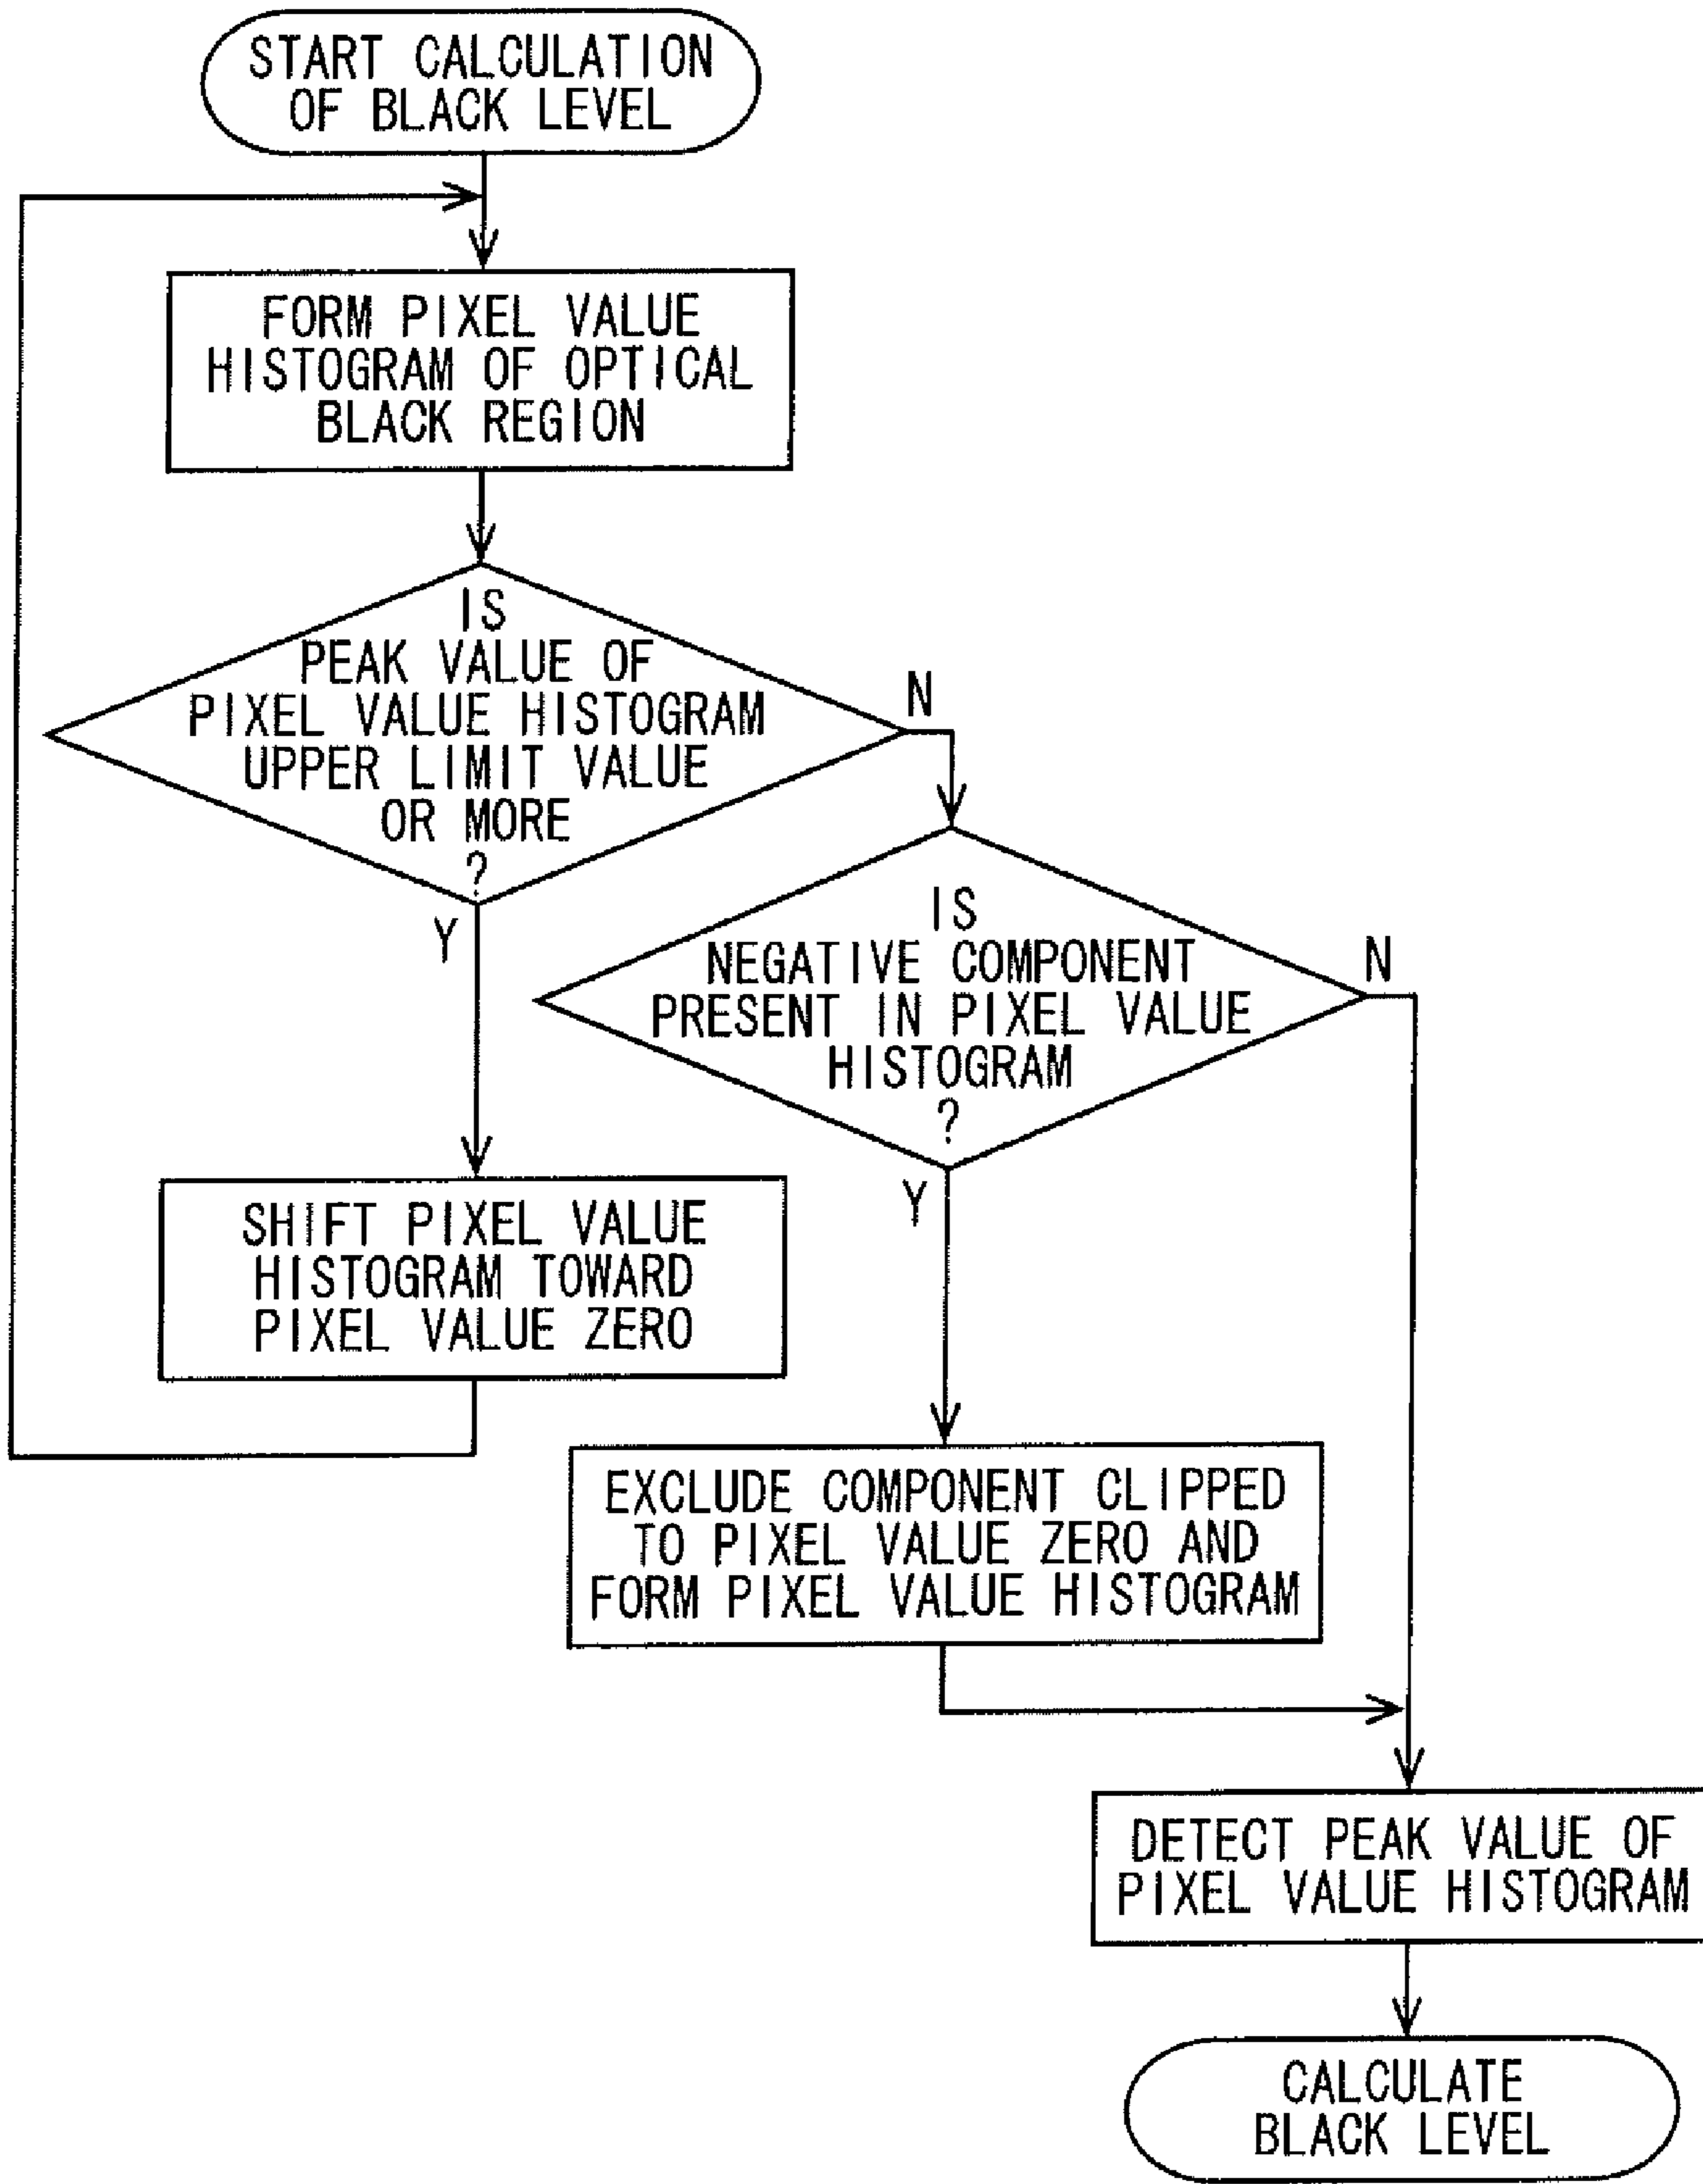 START CALCULATION
OF BLACK LEVEL
FORM PIXEL VALUE
HISTOGRAM OF OPTICAL
BLACK REGION
IS
PEAK VALUE OF
PIXEL VALUE HISTOGRAM
UPPER LIMIT VALUE
OR MORE
?
N
Y
IS
NEGATIVE COMPONENT
PRESENT IN PIXEL VALUE
HISTOGRAM
?
N
Y
SHIFT PIXEL VALUE
HISTOGRAM TOWARD
PIXEL VALUE ZERO
EXCLUDE COMPONENT CLIPPED
TO PIXEL VALUE ZERO AND
FORM PIXEL VALUE HISTOGRAM
DETECT PEAK VALUE OF
PIXEL VALUE HISTOGRAM
CALCULATE
BLACK LEVEL